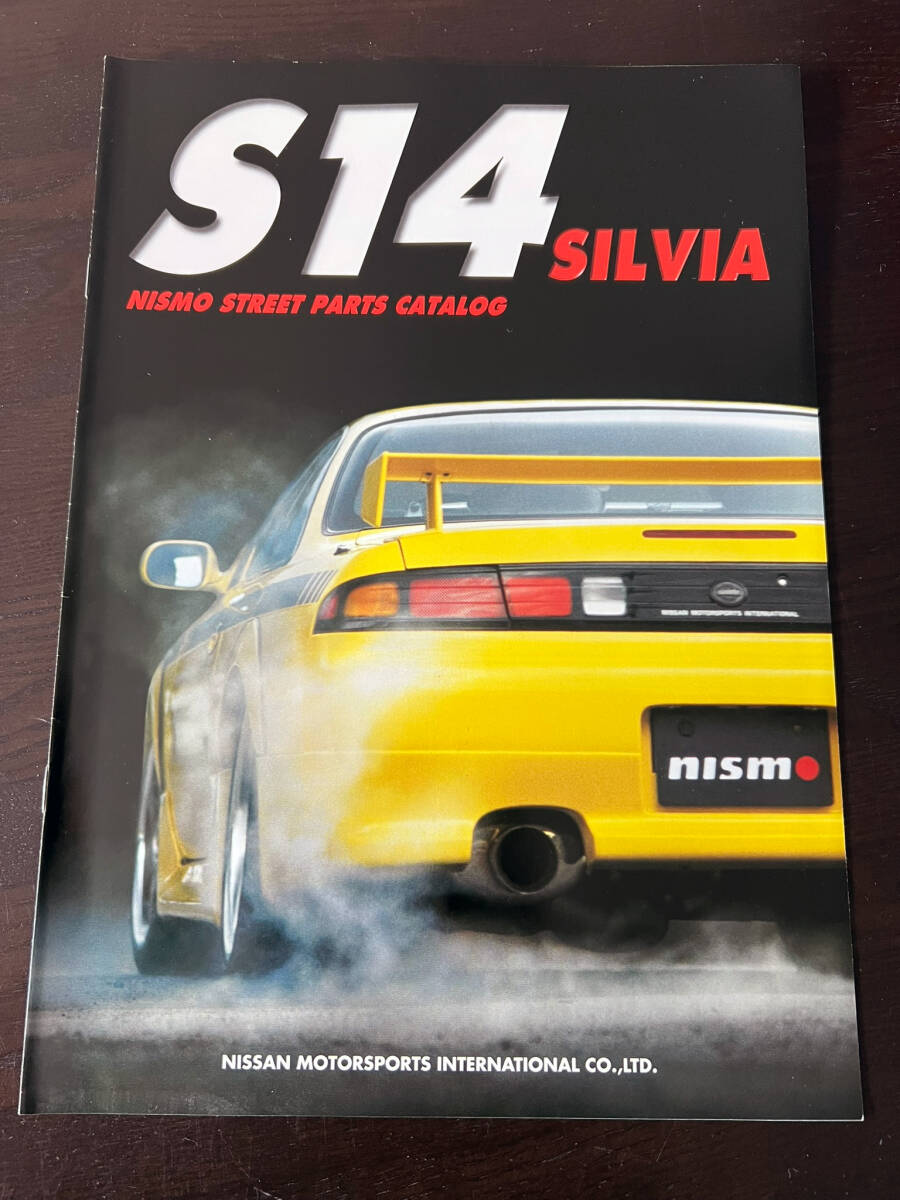 S14
SILVIA
NISMO STREET PARTS CATALOG
NISSAN MOTORSPORTS INTERNATIONAL
nismo
NISSAN MOTORSPORTS INTERNATIONAL CO.,LTD.